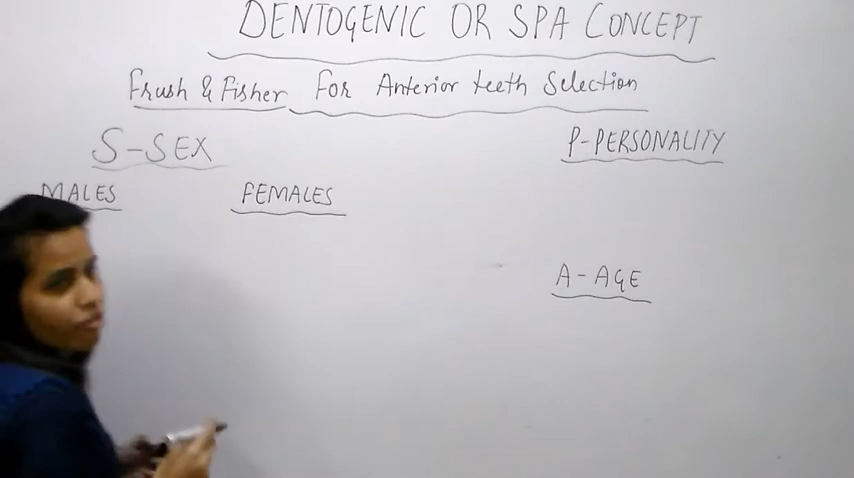 DENTOGENIC OR SPA CONCEPT
Frush & Fisher For Anterior teeth Selection
S-SEX
P-PERSONALITY
MALES
FEMALES
A-AGE